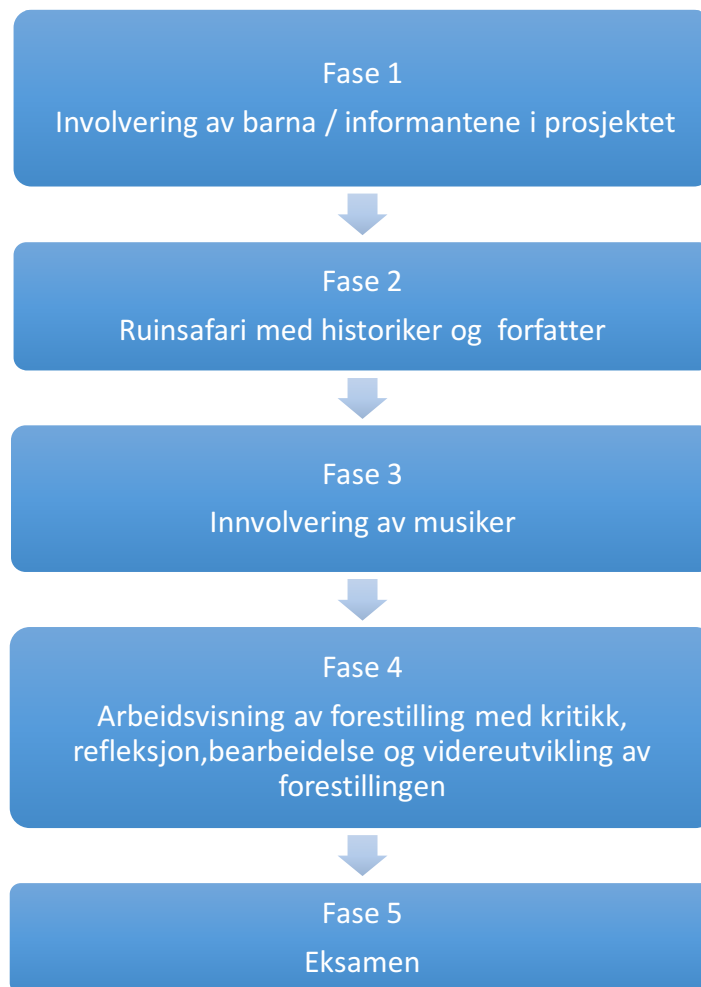 Fase 1
Involvering av barna / informantene i prosjektet
Fase 2
Ruinsafari med historiker og  forfatter
Fase 3
Innvolvering av musiker
Fase 4
Arbeidsvisning av forestilling med kritikk,
refleksjon,bearbeidelse og videreutvikling av
forestillingen
Fase 5
Eksamen